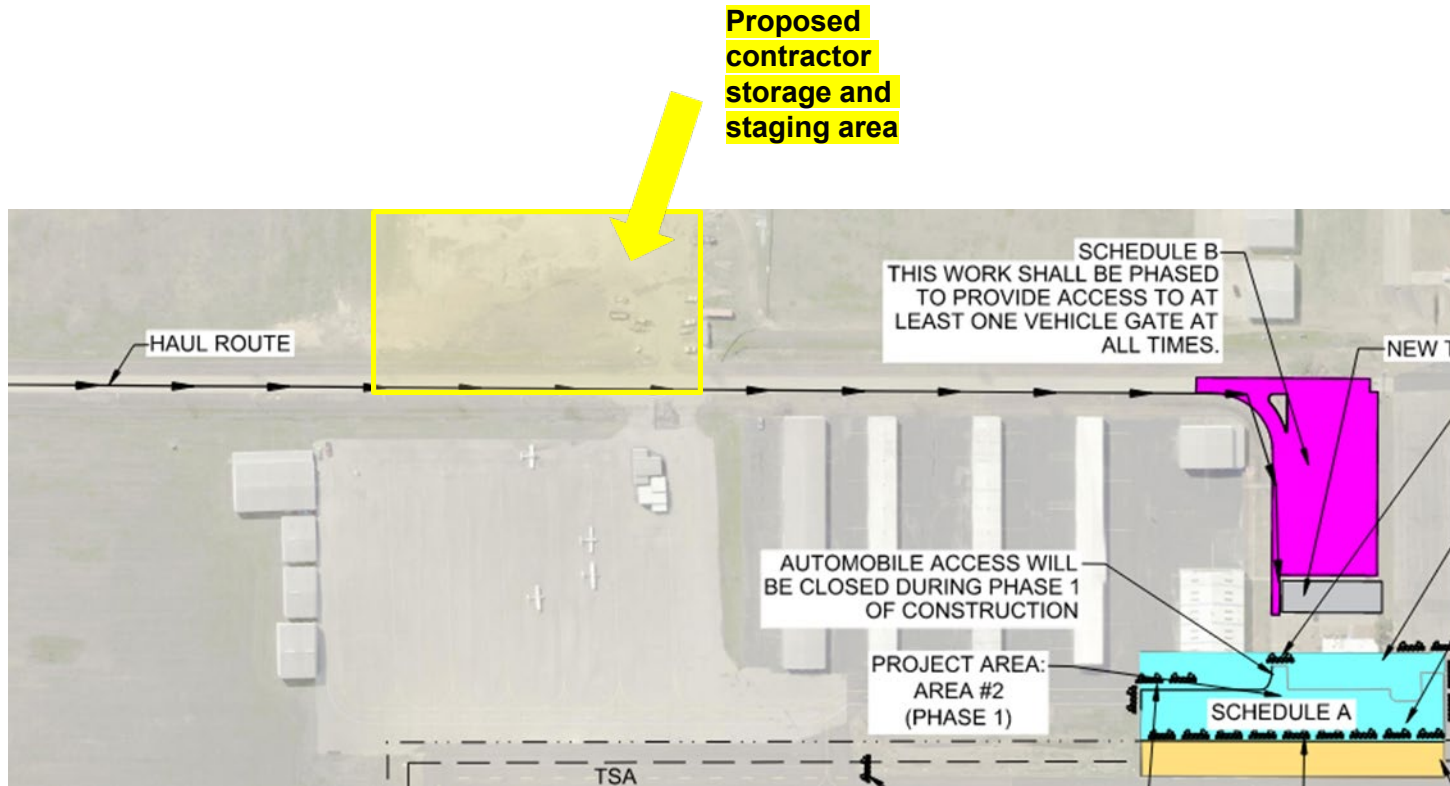 Proposed
contractor
storage and
staging area
SCHEDULE B
THIS WORK SHALL BE PHASED
TO PROVIDE ACCESS TO AT
LEAST ONE VEHICLE GATE AT
ALL TIMES.
HAUL ROUTE
NEW T
AUTOMOBILE ACCESS WILL
BE CLOSED DURING PHASE 1
OF CONSTRUCTION
PROJECT AREA:
AREA #2
(PHASE 1)
SCHEDULE A
TSA